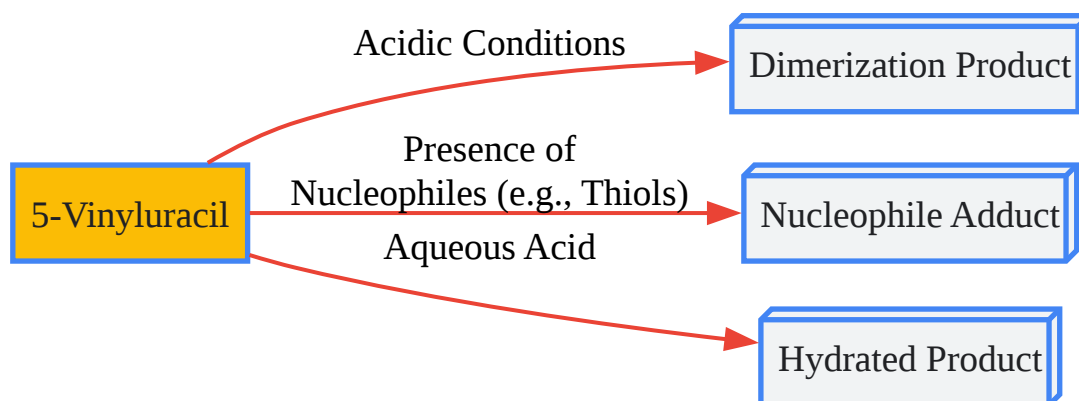 Acidic Conditions
Dimerization Product
Presence of
Nucleophiles (e.g., Thiols)
5-Vinyluracil
Nucleophile Adduct
Aqueous Acid
Hydrated Product